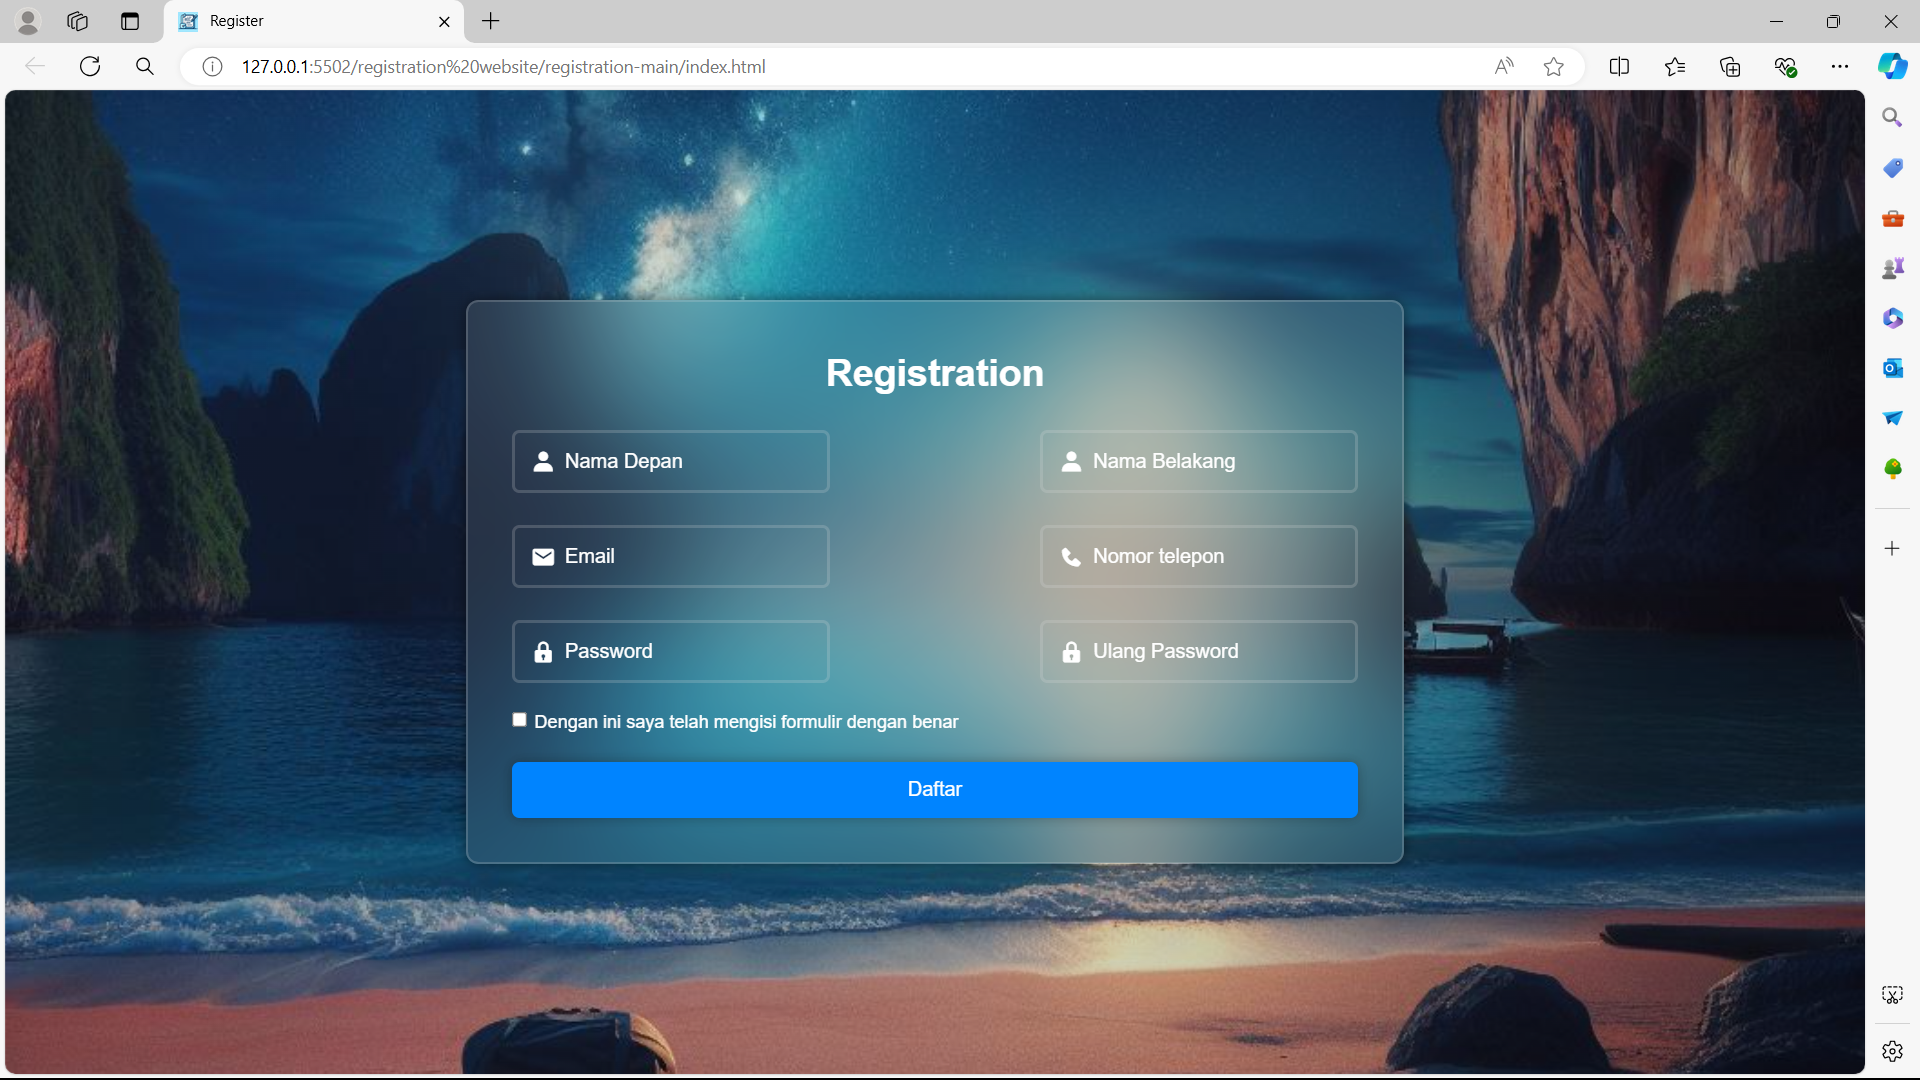 Register
127.0.0.1:5502/registration%20website/registration-main/index.html
Registration
Nama Depan
Nama Belakang
Email
Nomor telepon
Password
Ulang Password
Dengan ini saya telah mengisi formulir dengan benar
Daftar